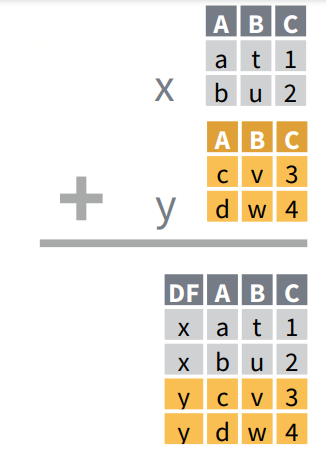 A B C
a t 1
x b u 2
A B C
c v 3
+ y d w 4
DF A B C
x a t 1
x b u 2
y c v 3
y d w 4